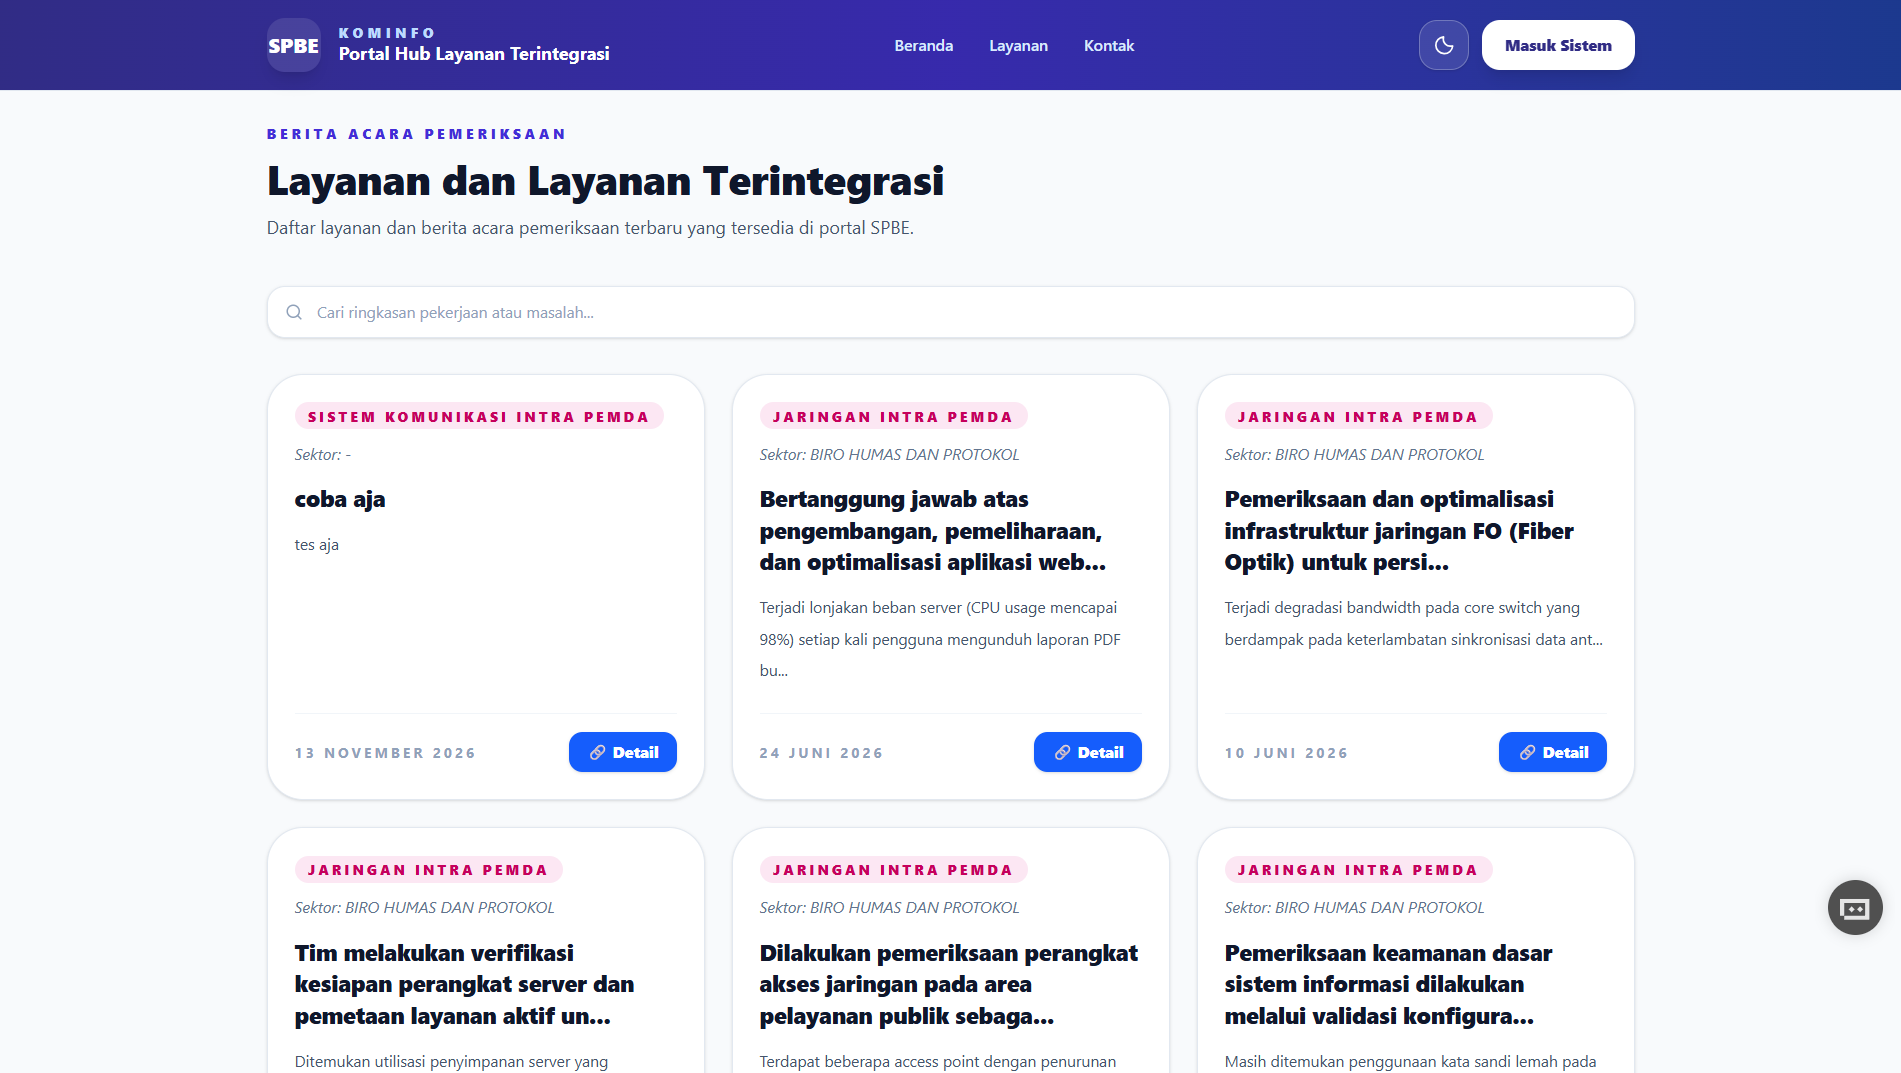 SPBE
KOMINFO
Portal Hub Layanan Terintegrasi
Beranda
Layanan
Kontak
Masuk Sistem
BERITA ACARA PEMERIKSAAN
Layanan dan Layanan Terintegrasi
Daftar layanan dan berita acara pemeriksaan terbaru yang tersedia di portal SPBE.
Cari ringkasan pekerjaan atau masalah...
SISTEM KOMUNIKASI INTRA PEMDA
Sektor: -
coba aja
tes aja
13 NOVEMBER 2026
Detail
JARINGAN INTRA PEMDA
Sektor: BIRO HUMAS DAN PROTOKOL
Bertanggung jawab atas
pengembangan, pemeliharaan,
dan optimalisasi aplikasi web...
Terjadi lonjakan beban server (CPU usage mencapai
98%) setiap kali pengguna mengunduh laporan PDF
bu...
24 JUNI 2026
Detail
JARINGAN INTRA PEMDA
Sektor: BIRO HUMAS DAN PROTOKOL
Pemeriksaan dan optimalisasi
infrastruktur jaringan FO (Fiber
Optik) untuk persi...
Terjadi degradasi bandwidth pada core switch yang
berdampak pada keterlambatan sinkronisasi data ant...
10 JUNI 2026
Detail
JARINGAN INTRA PEMDA
Sektor: BIRO HUMAS DAN PROTOKOL
Tim melakukan verifikasi
kesiapan perangkat server dan
pemetaan layanan aktif un...
Ditemukan utilisasi penyimpanan server yang
JARINGAN INTRA PEMDA
Sektor: BIRO HUMAS DAN PROTOKOL
Dilakukan pemeriksaan perangkat
akses jaringan pada area
pelayanan publik sebaga...
Terdapat beberapa access point dengan penurunan
JARINGAN INTRA PEMDA
Sektor: BIRO HUMAS DAN PROTOKOL
Pemeriksaan keamanan dasar
sistem informasi dilakukan
melalui validasi konfigura...
Masih ditemukan penggunaan kata sandi lemah pada